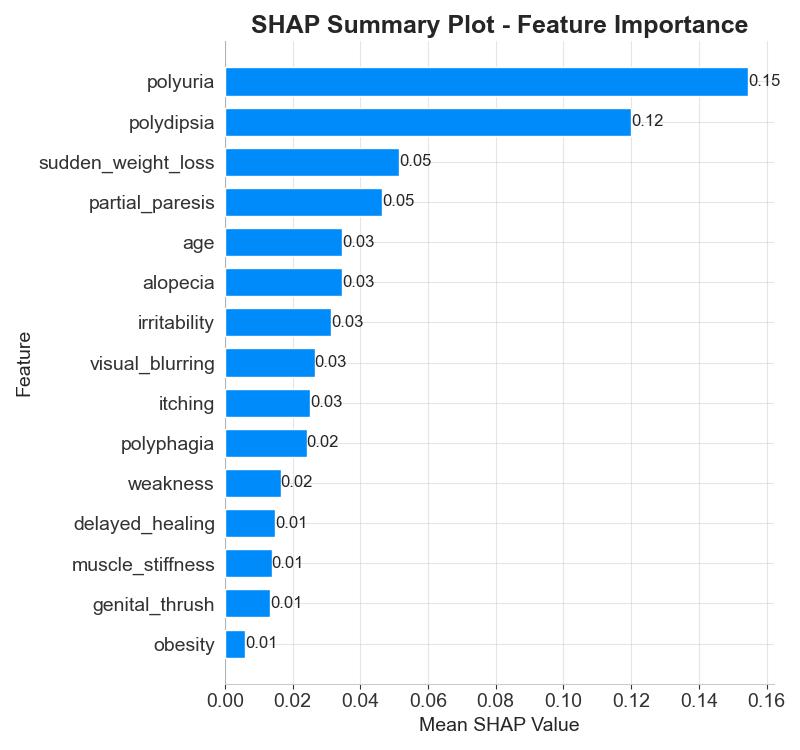 SHAP Summary Plot - Feature Importance
polyuria 0.15
polydipsia 0.12
sudden_weight_loss 0.05
partial_paresis 0.05
age 0.03
alopecia 0.03
irritability 0.03
visual_blurring 0.03
itching 0.03
polyphagia 0.02
weakness 0.02
delayed_healing 0.01
muscle_stiffness 0.01
genital_thrush 0.01
obesity 0.01
Feature
0.00 0.02 0.04 0.06 0.08 0.10 0.12 0.14 0.16
Mean SHAP Value